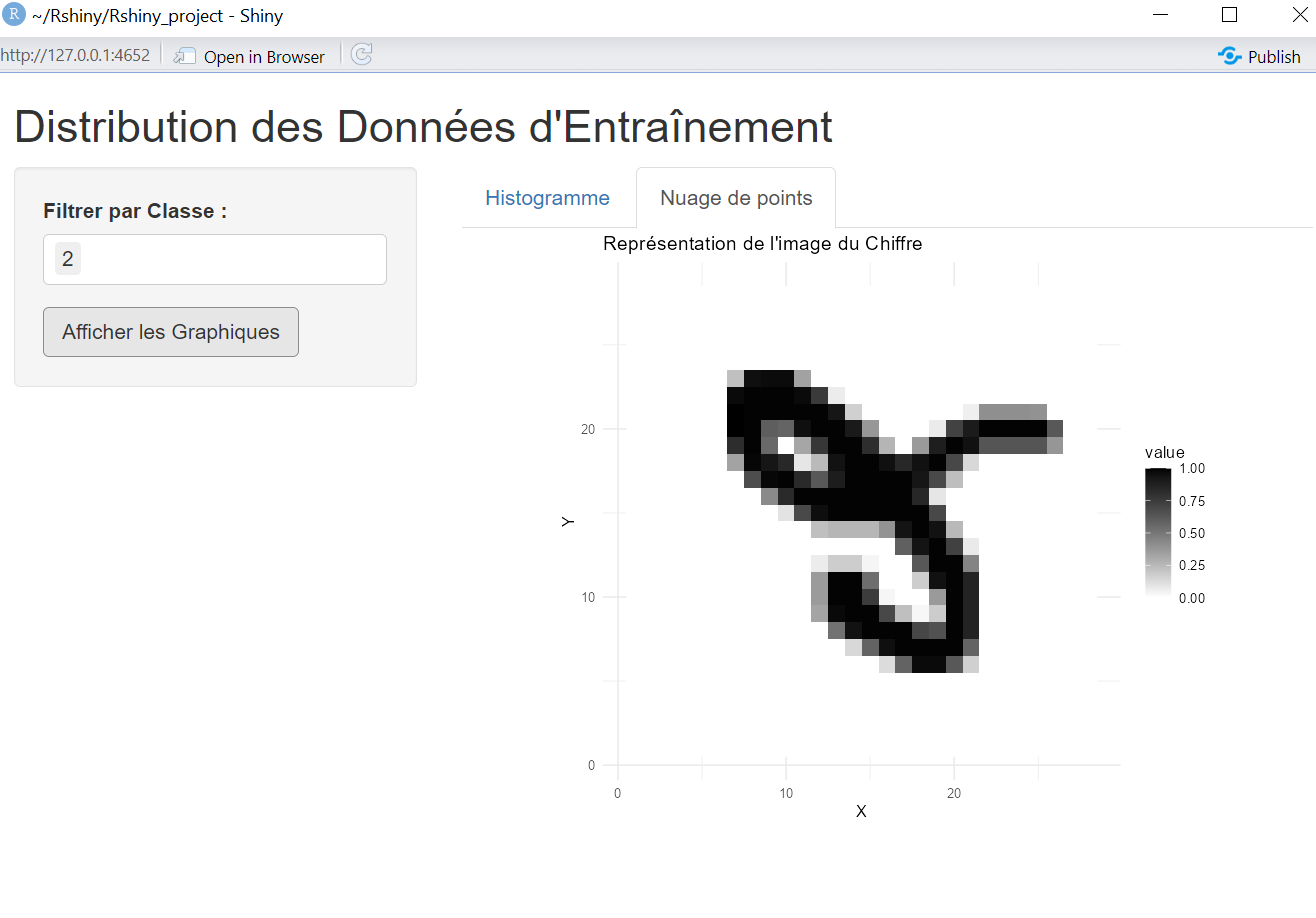 R ~/Rshiny/Rshiny_project - Shiny
http://127.0.0.1:4652 Open in Browser Publish
Distribution des Données d'Entraînement
Filtrer par Classe :
2
Afficher les Graphiques
Histogramme Nuage de points
Représentation de l'image du Chiffre
20
10
0
Y
0 10 20
X
value
1.00
0.75
0.50
0.25
0.00